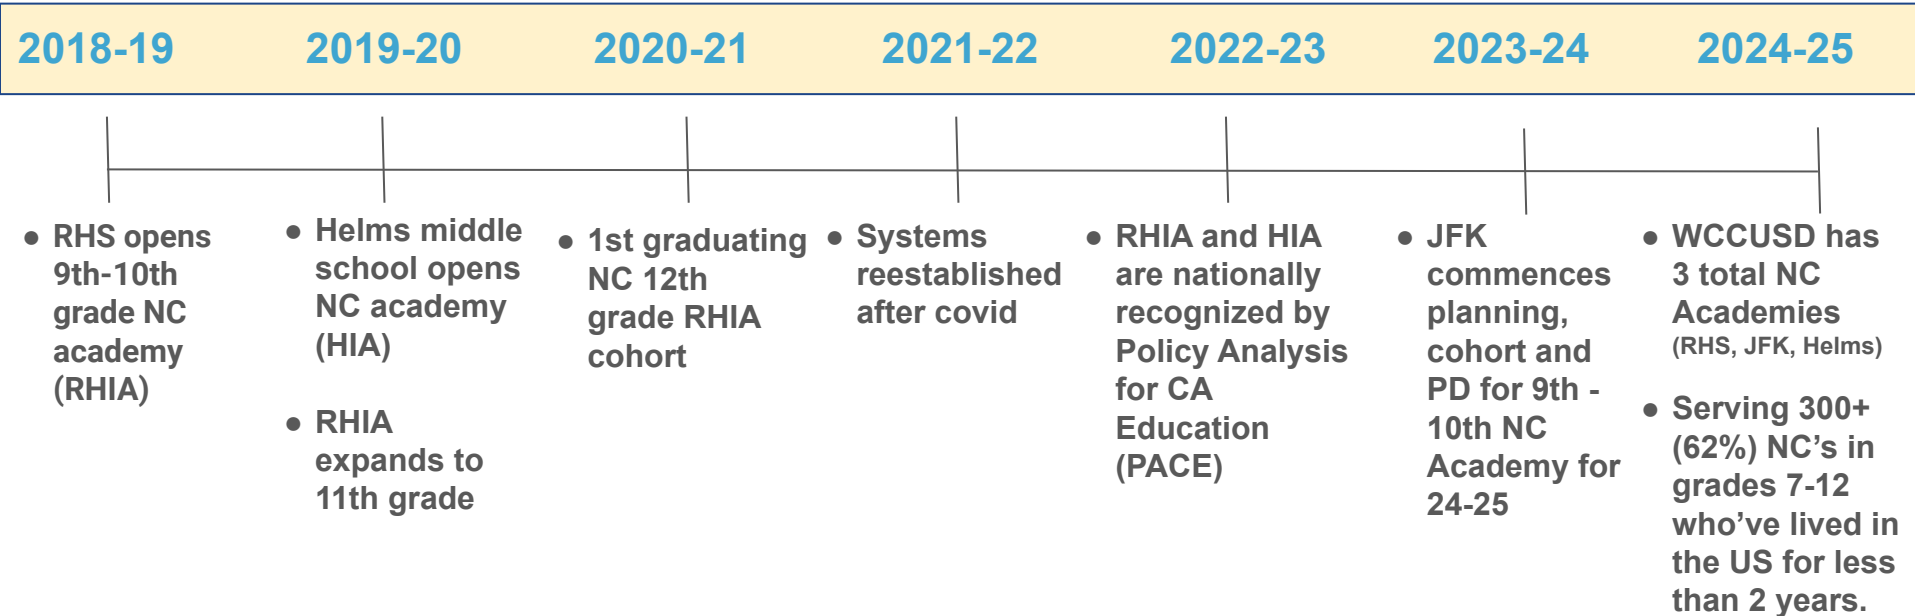 2018-19 2019-20 2020-21 2021-22 2022-23 2023-24 2024-25
● RHS opens
9th-10th
grade NC
academy
(RHIA)
● Helms middle
school opens
NC academy
(HIA)
● RHIA
expands to
11th grade
● 1st graduating
NC 12th
grade RHIA
cohort
● Systems
reestablished
after covid
● RHIA and HIA
are nationally
recognized by
Policy Analysis
for CA
Education
(PACE)
● JFK
commences
planning,
cohort and
PD for 9th -
10th NC
Academy for
24-25
● WCCUSD has
3 total NC
Academies
(RHS, JFK, Helms)
● Serving 300+
(62%) NC’s in
grades 7-12
who’ve lived in
the US for less
than 2 years.